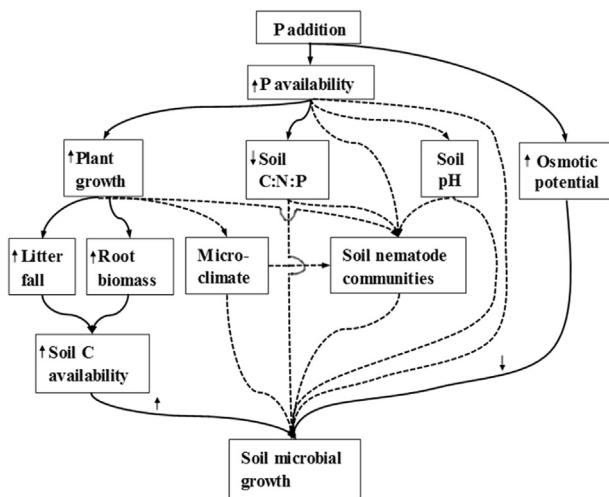 P addition
↑P availability
↑Plant
growth
↓ Soil
C:N:P
Soil
pH
↑ Osmotic
potential
↑Litter
fall
↑Root
biomass
Micro-
climate
Soil nematode
communities
↑Soil C
availability
↑
↓
Soil microbial
growth